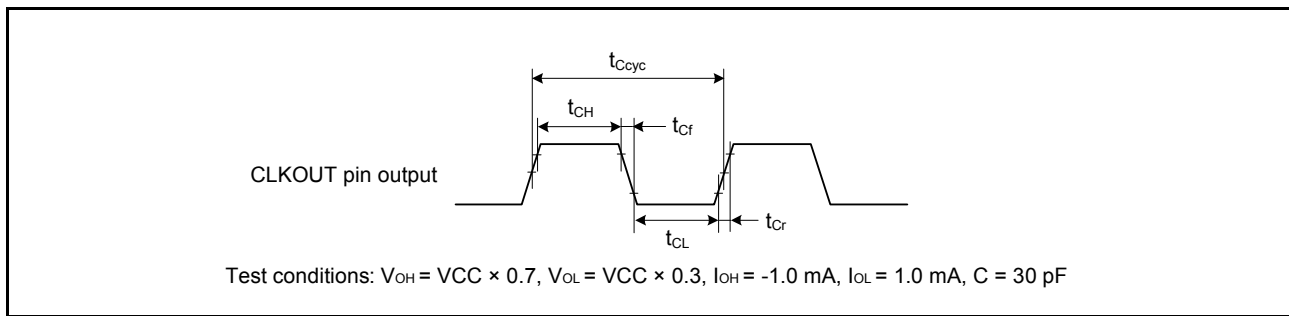 tCcyc
tCH
tCf
CLKOUT pin output
tCL
tCr
Test conditions: VOH = VCC × 0.7, VOL = VCC × 0.3, IOH = -1.0 mA, IOL = 1.0 mA, C = 30 pF